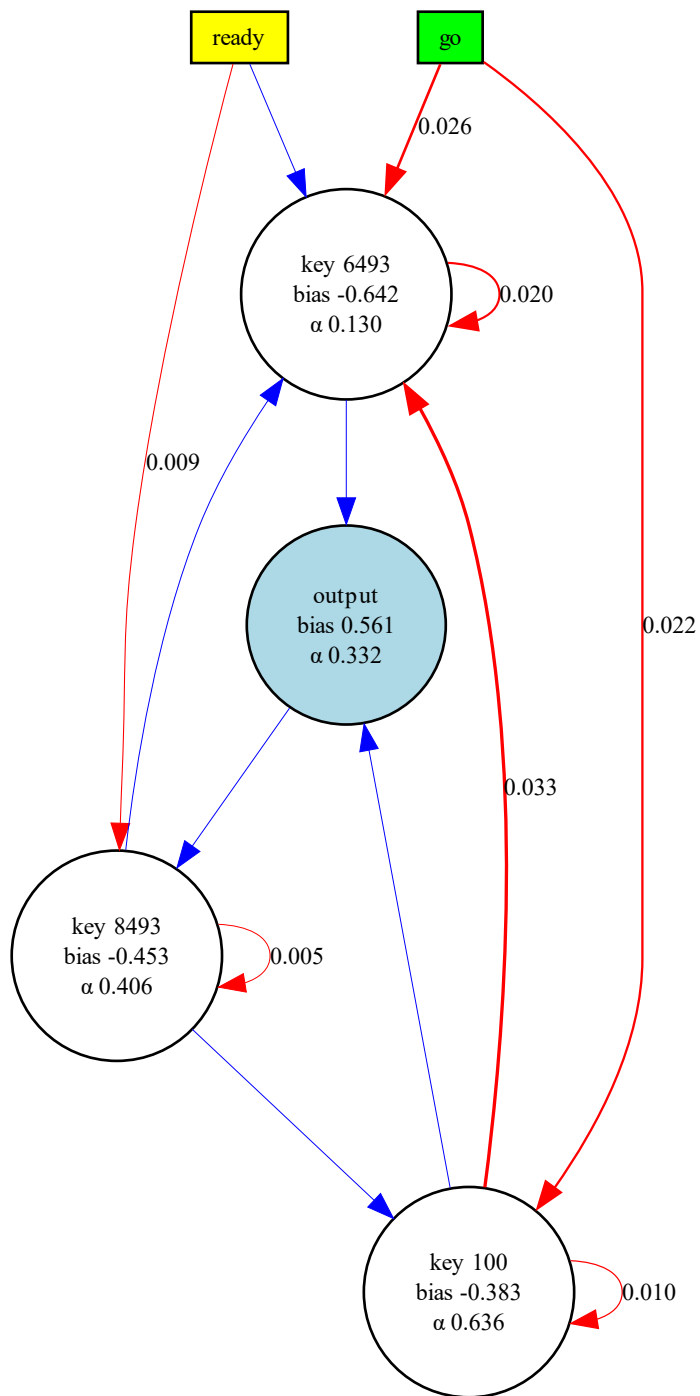 ready
go
0.026
key 6493
bias -0.642
α 0.130
0.020
0.009
output
bias 0.561
α 0.332
0.022
0.033
key 8493
bias -0.453
α 0.406
0.005
key 100
bias -0.383
α 0.636
0.010